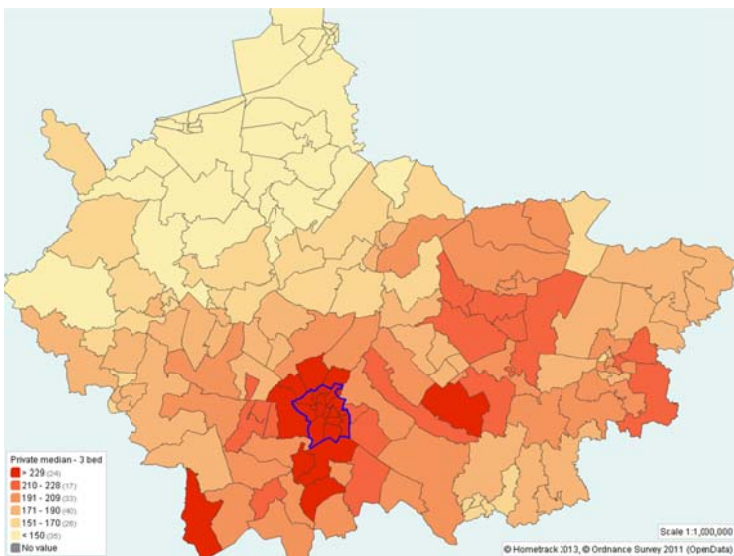 Private median - 3 bed
> 229 (24)
210 - 228 (17)
191 - 209 (33)
171 - 190 (40)
151 - 170 (26)
< 150 (35)
No value
Scale 1:1,000,000
© Hometrack 2013, © Ordnance Survey 2011 (OpenData)